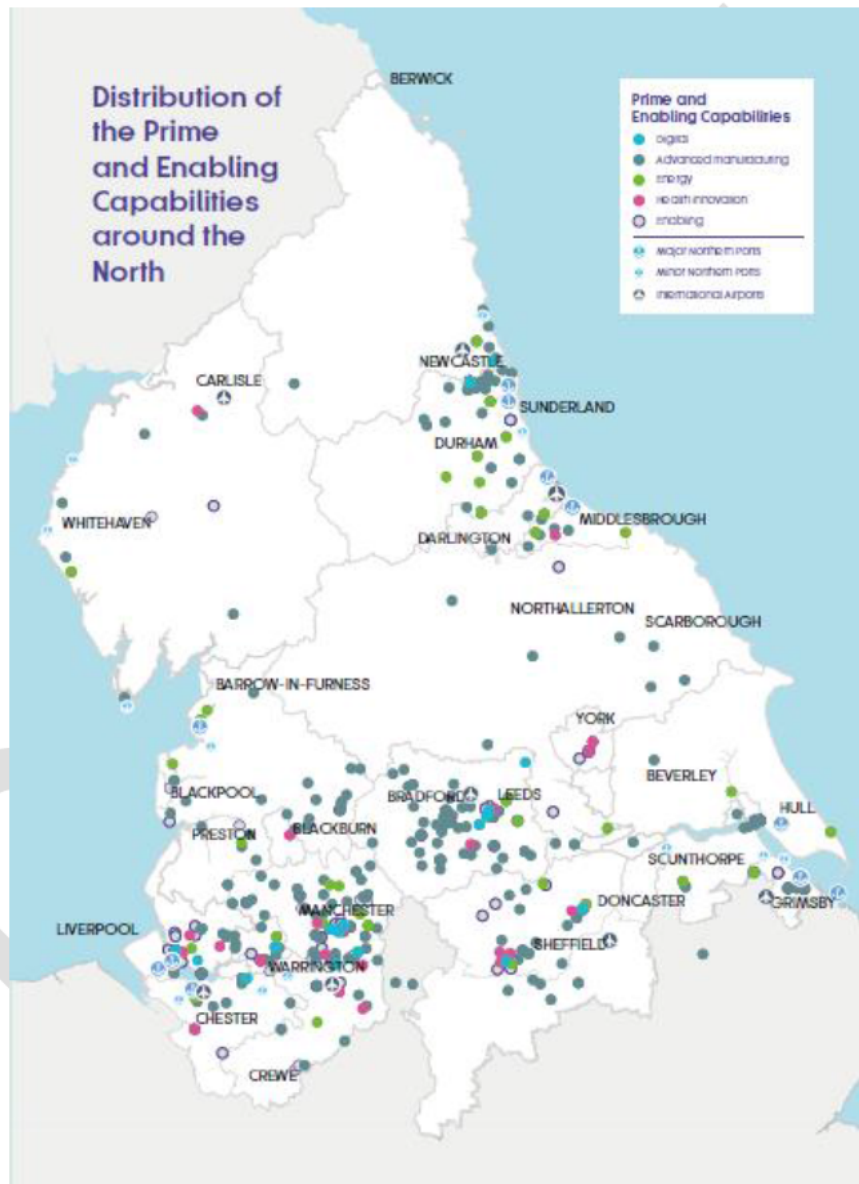 Distribution of
the Prime
and Enabling
Capabilities
around the
North
BERWICK
Prime and
Enabling Capabilities
Digital
Advanced manufacturing
Energy
Health innovation
Enabling
Major Northern Ports
Minor Northern Ports
International Airports
NEWCASTLE
CARLISLE
SUNDERLAND
DURHAM
WHITEHAVEN
MIDDLESBROUGH
DARLINGTON
NORTHALLERTON
SCARBOROUGH
BARROW-IN-FURNESS
YORK
BEVERLEY
BLACKPOOL
BRADFORD
LEEDS
HULL
PRESTON
BLACKBURN
SCUNTHORPE
DONCASTER
GRIMSBY
MANCHESTER
LIVERPOOL
SHEFFIELD
WARRINGTON
CHESTER
CREWE